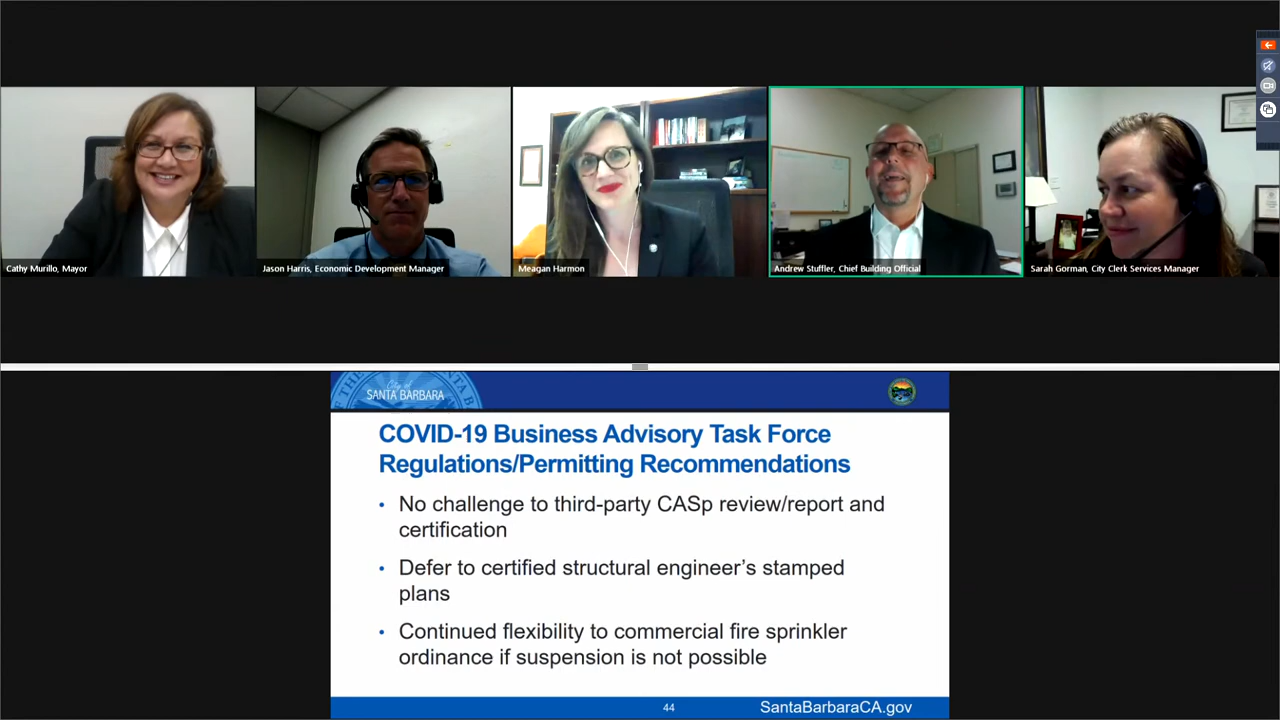 Cathy Murillo, Mayor
Jason Harris, Economic Development Manager
Meagan Harmon
Andrew Stuffler, Chief Building Official
Sarah Gorman, City Clerk Services Manager
City of
SANTA BARBARA
COVID-19 Business Advisory Task Force
Regulations/Permitting Recommendations
• No challenge to third-party CASp review/report and
certification
• Defer to certified structural engineer’s stamped
plans
• Continued flexibility to commercial fire sprinkler
ordinance if suspension is not possible
44
SantaBarbaraCA.gov